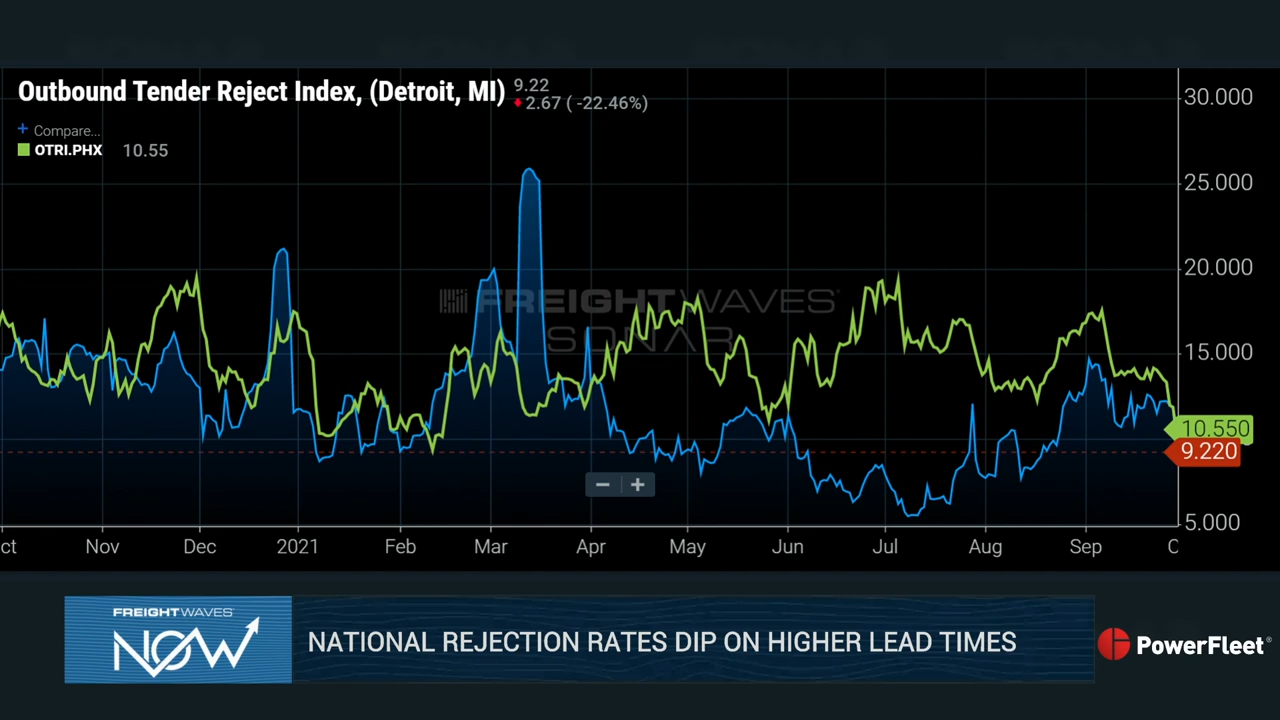 Outbound Tender Reject Index, (Detroit, MI) 9.22
2.67 ( -22.46%)
+ Compare...
OTRI.PHX 10.55
30.000
25.000
20.000
15.000
10.550
9.220
5.000
FREIGHTWAVES
SONAR
− +
ct Nov Dec 2021 Feb Mar Apr May Jun Jul Aug Sep O
FREIGHTWAVES
NOW
NATIONAL REJECTION RATES DIP ON HIGHER LEAD TIMES
PowerFleet®